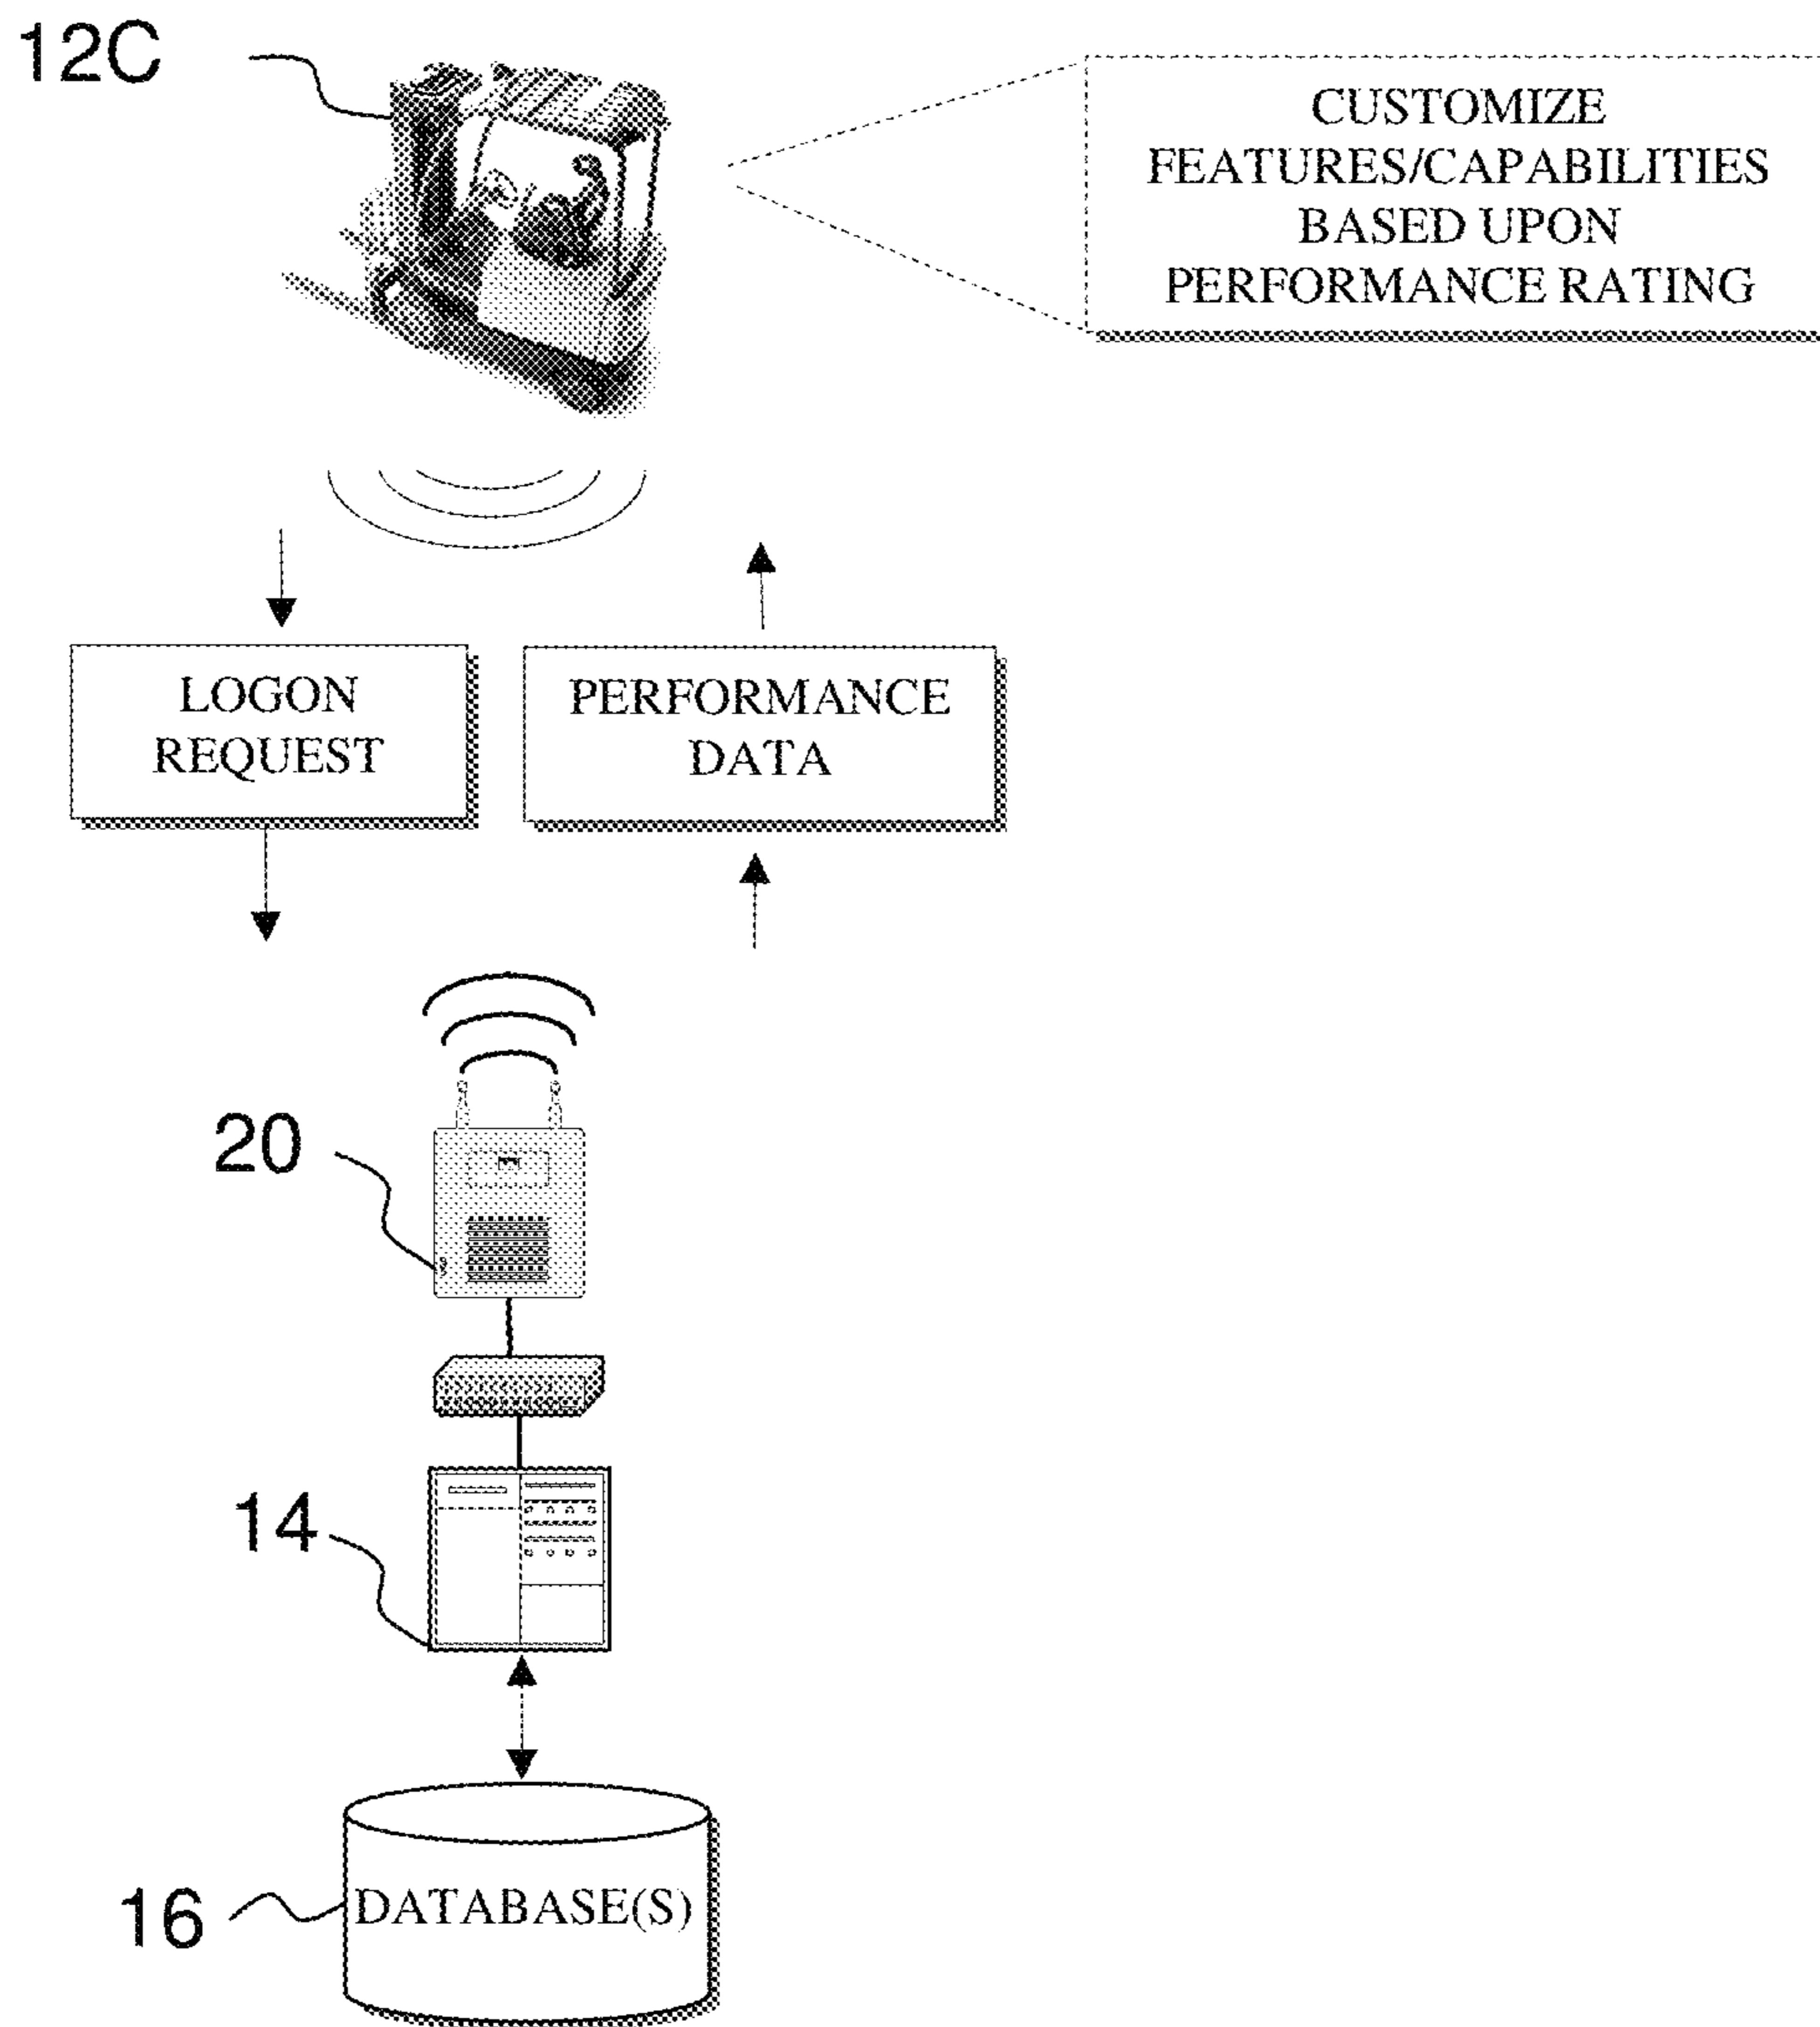 12C
CUSTOMIZE
FEATURES/CAPABILITIES
BASED UPON
PERFORMANCE RATING
LOGON
REQUEST
PERFORMANCE
DATA
20
14
16
DATABASE(S)